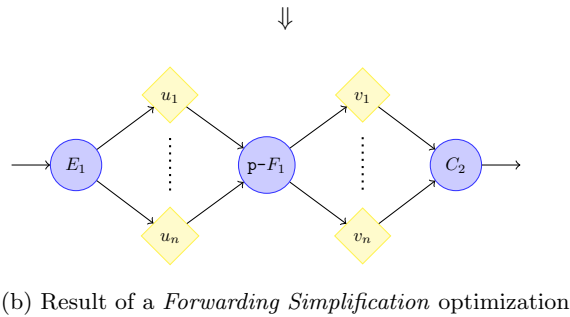 ⇓
u₁ v₁
E₁ p-F₁ C₂
uₙ vₙ
(b) Result of a Forwarding Simplification optimization